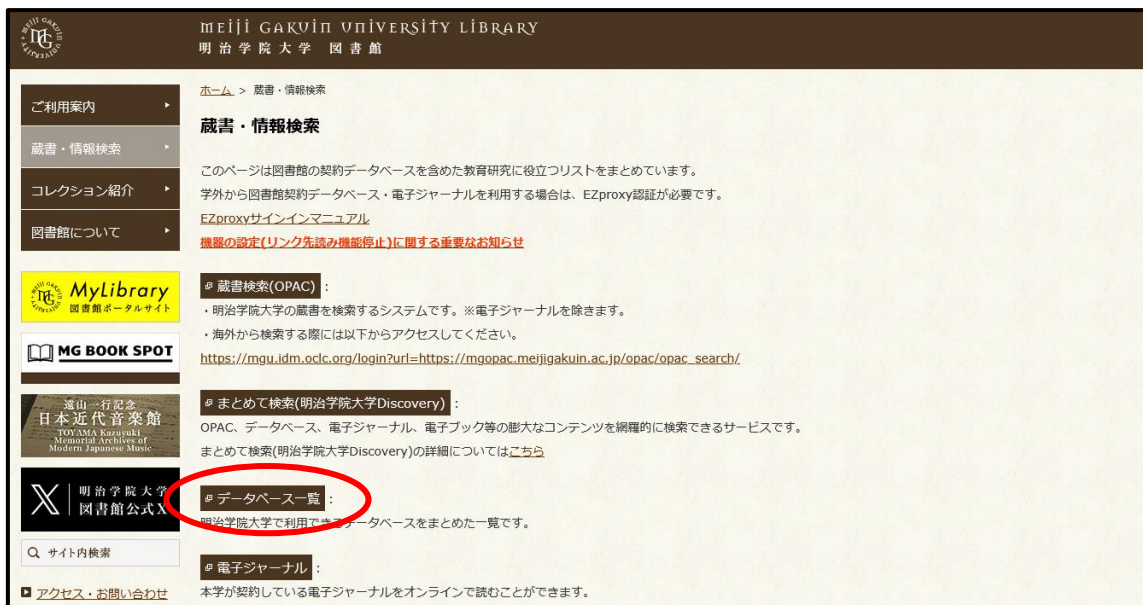 MEIJI GAKUIN UNIVERSITY LIBRARY
明治学院大学 図書館
ご利用案内
蔵書・情報検索
コレクション紹介
図書館について
MyLibrary
図書館ポータルサイト
MG BOOK SPOT
遠山一行記念
日本近代音楽館
TOYAMA Kazuyuki
Memorial Archives of
Modern Japanese Music
明治学院大学
図書館公式X
サイト内検索
アクセス・お問い合わせ
ホーム > 蔵書・情報検索
蔵書・情報検索
このページは図書館の契約データベースを含めた教育研究に役立つリストをまとめています。
学外から図書館契約データベース・電子ジャーナルを利用する場合は、EZproxy認証が必要です。
EZproxyサインインマニュアル
機器の設定(リンク先読み機能停止)に関する重要なお知らせ
蔵書検索(OPAC) :
・明治学院大学の蔵書を検索するシステムです。※電子ジャーナルを除きます。
・海外から検索する際には以下からアクセスしてください。
https://mgu.idm.oclc.org/login?url=https://mgopac.meijigakuin.ac.jp/opac/opac_search/
まとめて検索(明治学院大学Discovery) :
OPAC、データベース、電子ジャーナル、電子ブック等の膨大なコンテンツを網羅的に検索できるサービスです。
まとめて検索(明治学院大学Discovery)の詳細についてはこちら
データベース一覧 :
明治学院大学で利用できるデータベースをまとめた一覧です。
電子ジャーナル :
本学が契約している電子ジャーナルをオンラインで読むことができます。